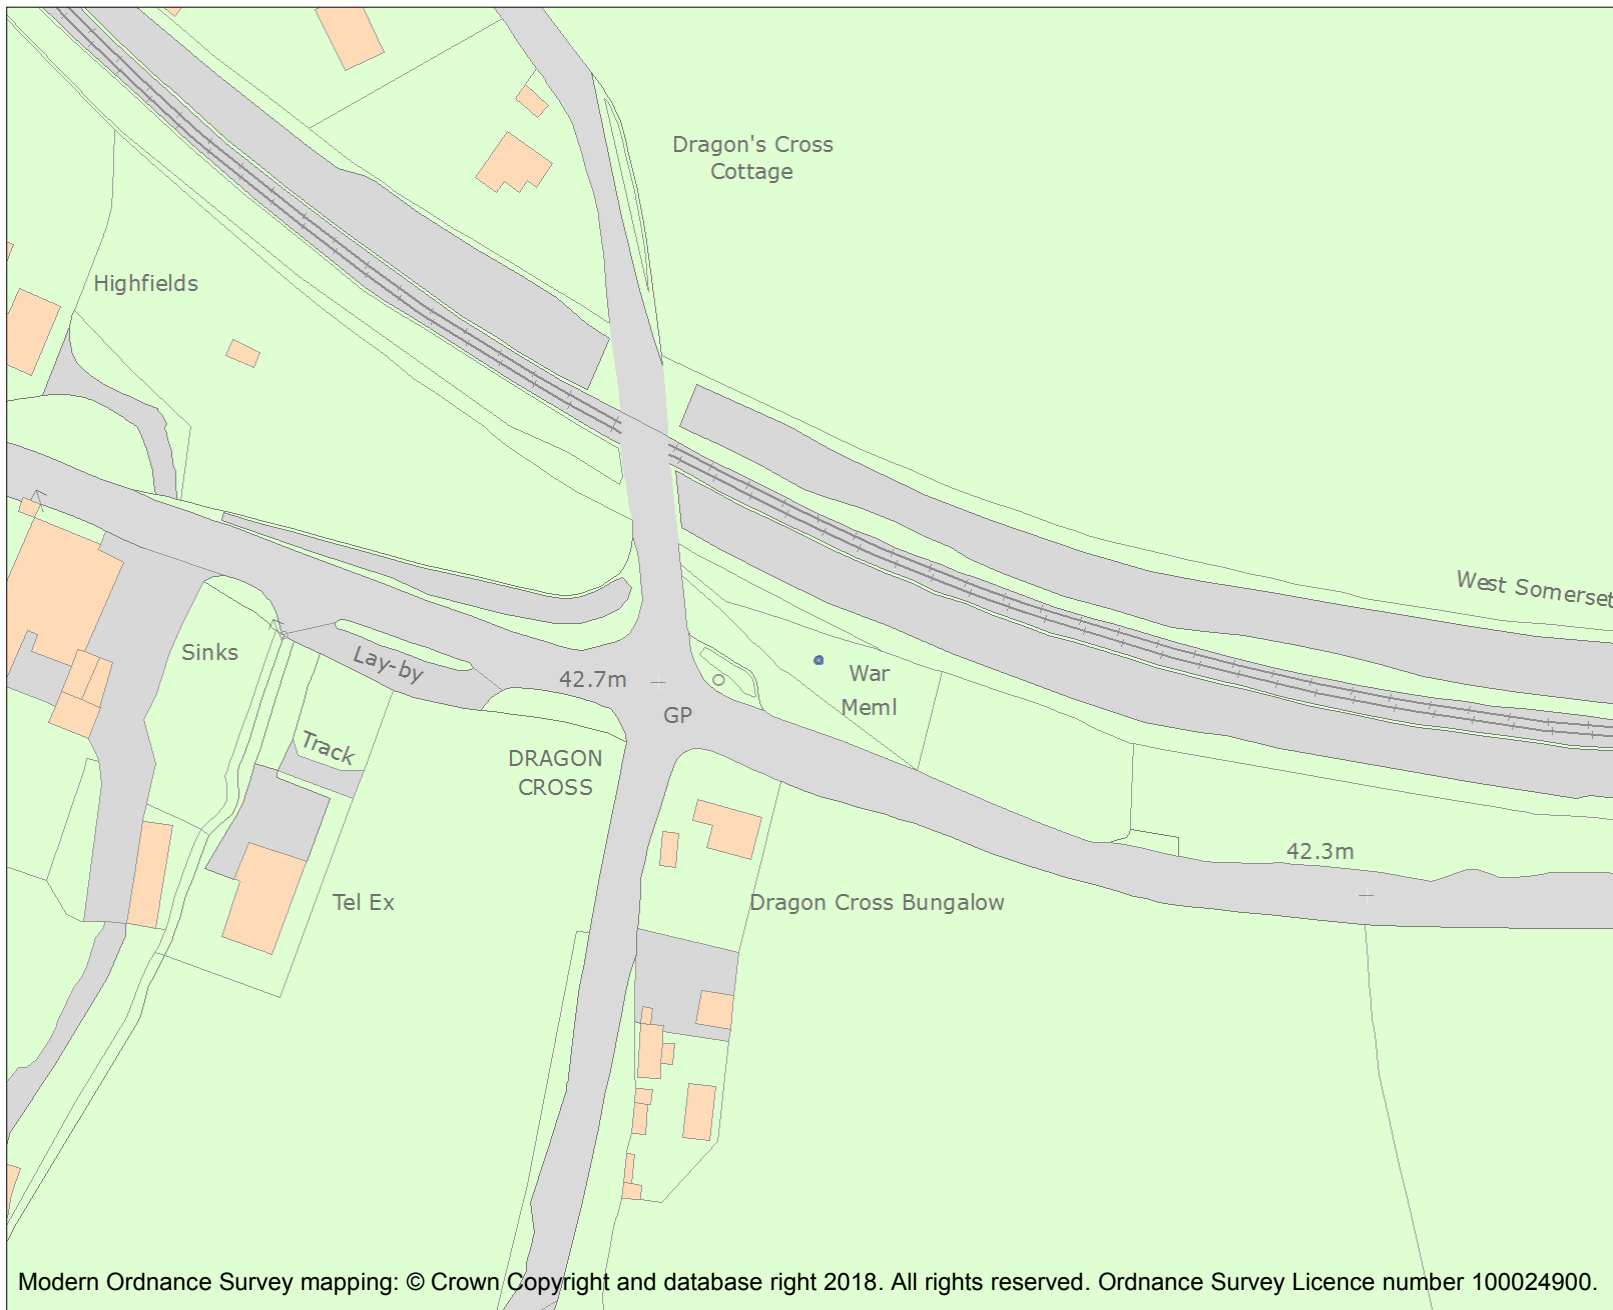 Dragon's Cross
Cottage
Highfields
West Somerset
Sinks
Lay-by
42.7m
War
Meml
GP
Track
DRAGON
CROSS
42.3m
Tel Ex
Dragon Cross Bungalow
Modern Ordnance Survey mapping: © Crown Copyright and database right 2018. All rights reserved. Ordnance Survey Licence number 100024900.